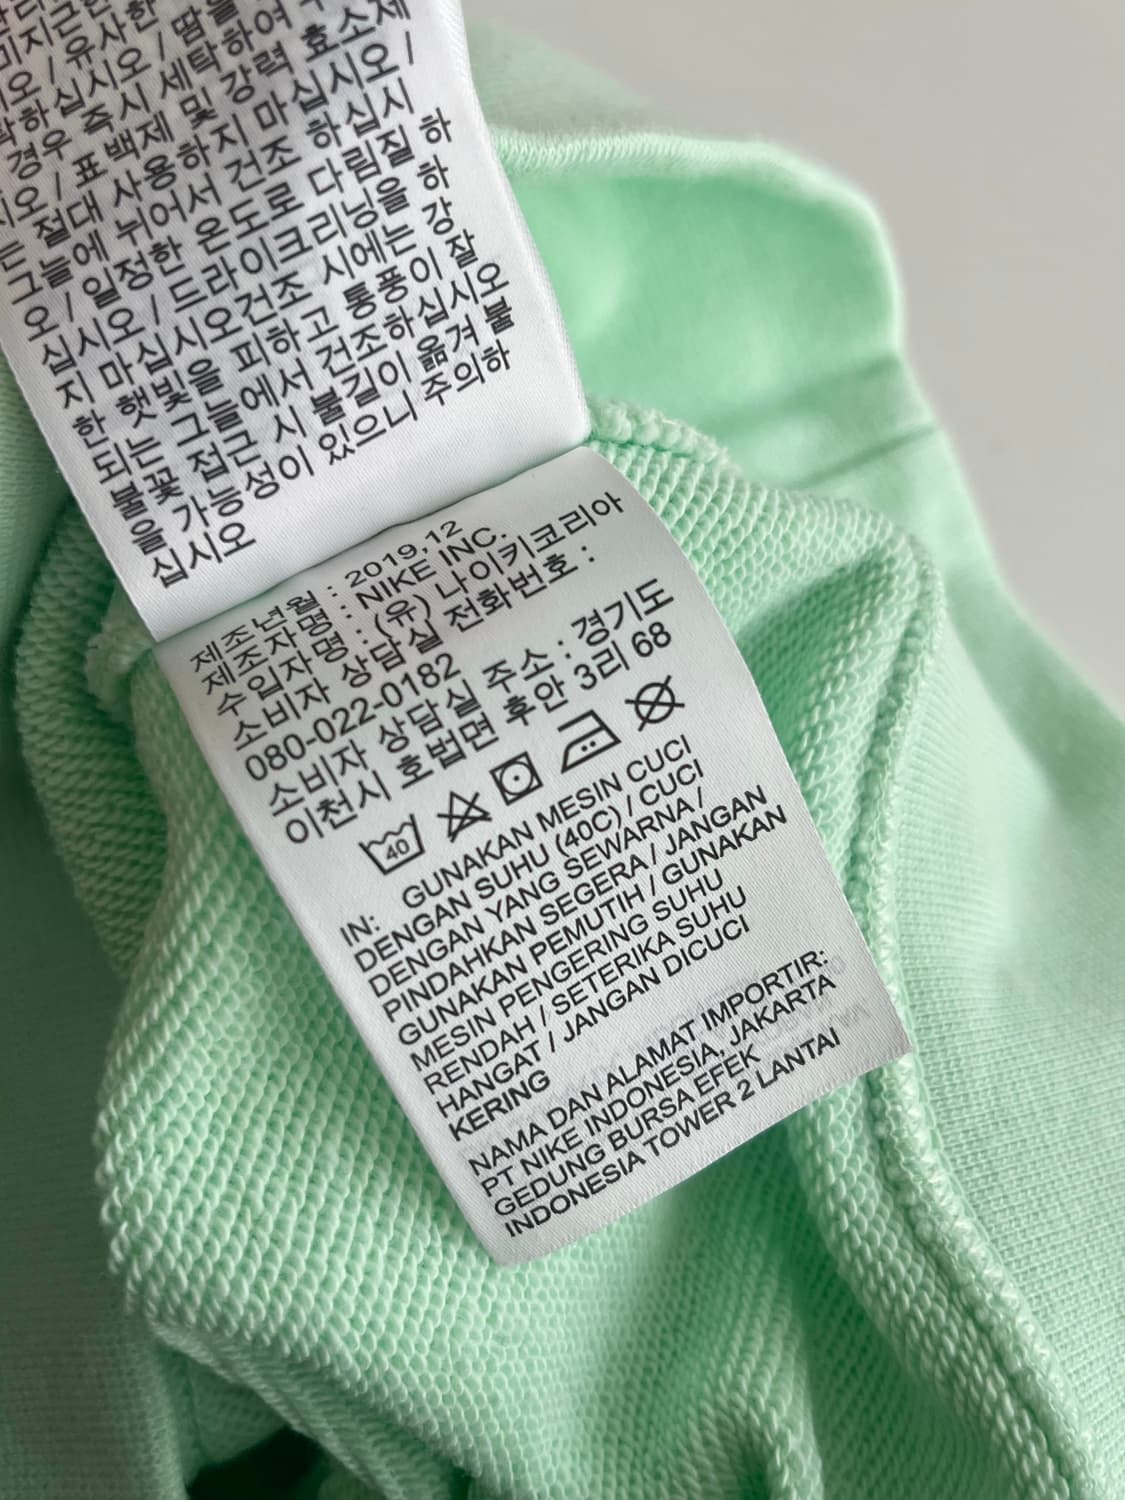 미지근한
오 / 유사한
탁하십시오 / 땀을
경우 즉시 세탁하여
시오 / 표백제 및 강력 효소제
는 절대 사용하지 마십시오 /
그늘에 뉘어서 건조 하십시
오 / 일정한 온도로 다림질 하
십시오 / 드라이크리닝을 하
지 마십시오건조 시에는 강
한 햇빛을 피하고 통풍이 잘
되는 그늘에서 건조하십시오
불꽃 접근 시 불길이 옮겨 붙
을 가능성이 있으니 주의하
십시오
제조년월 : 2019.12
제조자명 : NIKE INC.
수입자명 : (유) 나이키코리아
소비자 상담실 전화번호 :
080-022-0182
소비자 상담실 주소 : 경기도
이천시 호법면 후안 3리 68
40
IN: GUNAKAN MESIN CUCI
DENGAN SUHU (40C) / CUCI
DENGAN YANG SEWARNA /
PINDAHKAN SEGERA / JANGAN
GUNAKAN PEMUTIH / GUNAKAN
MESIN PENGERING SUHU
RENDAH / SETERIKA SUHU
HANGAT / JANGAN DICUCI
KERING
NAMA DAN ALAMAT IMPORTIR:
PT NIKE INDONESIA, JAKARTA
GEDUNG BURSA EFEK
INDONESIA TOWER 2 LANTAI